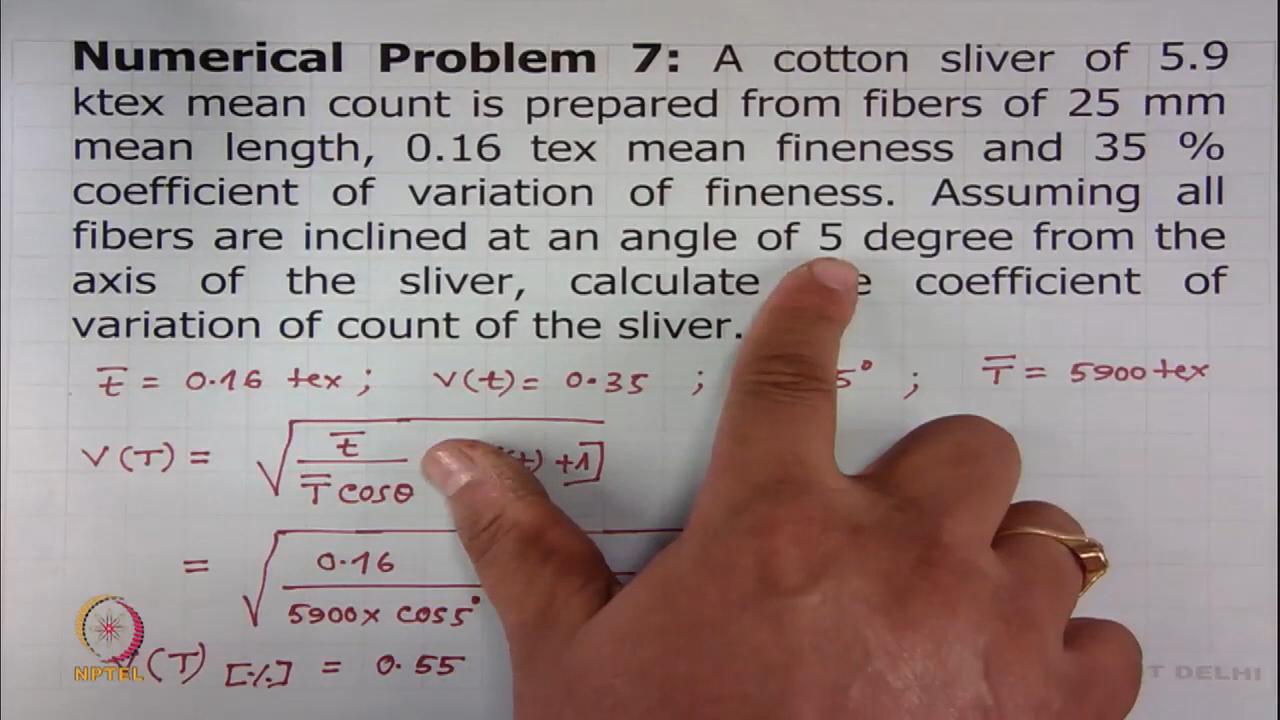 Numerical Problem 7: A cotton sliver of 5.9
ktex mean count is prepared from fibers of 25 mm
mean length, 0.16 tex mean fineness and 35 %
coefficient of variation of fineness. Assuming all
fibers are inclined at an angle of 5 degree from the
axis of the sliver, calculate coefficient of
variation of count of the sliver.
t̅ = 0.16 tex ; V(t) = 0.35 ; 5° ; T̅ = 5900 tex
V(T) = √ t̅ / T̅ cosθ (t) + 1]
= √ 0.16 / 5900 × cos 5°
V(T) [%] = 0.55
NPTEL
T DELHI